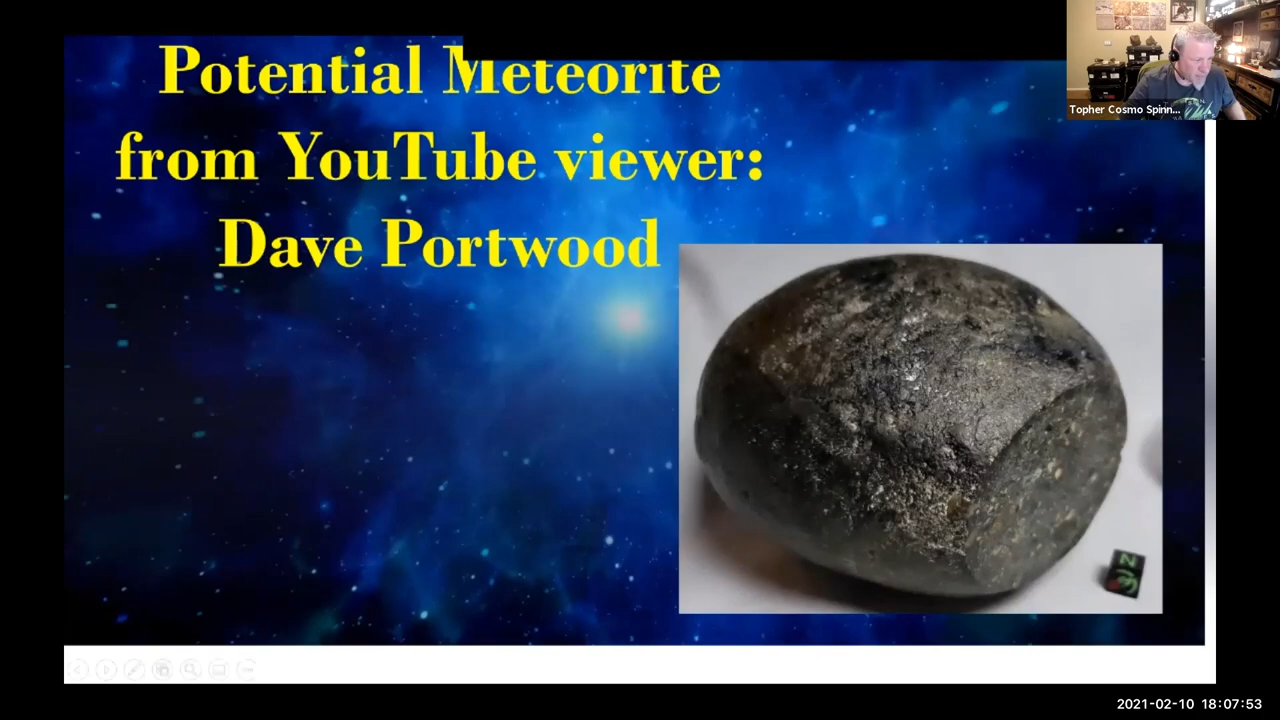 Potential Meteorite
from YouTube viewer:
Dave Portwood
Topher Cosmo Spinn...
2021-02-10 18:07:53